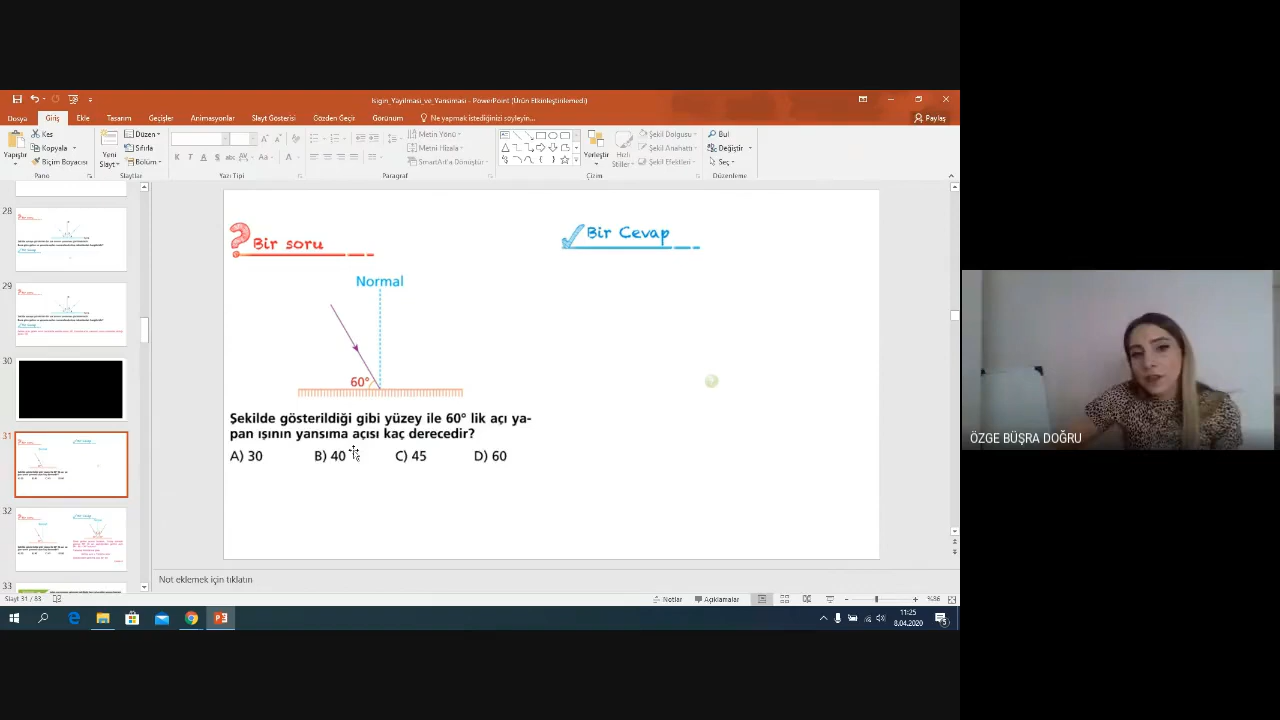 Isigin_Yayılması_ve_Yansıması - PowerPoint (Ürün Etkinleştirilemedi)
Dosya Giriş Ekle Tasarım Geçişler Animasyonlar Slayt Gösterisi Gözden Geçir Görünüm Ne yapmak istediğinizi söyleyin... Paylaş
Yapıştır
Kes
Kopyala
Biçim Boyacısı
Pano
Yeni
Slayt
Düzen
Sıfırla
Bölüm
Slaytlar
K T A S abc Aa A
Yazı Tipi
Metin Yönü
Metni Hizala
SmartArt'a Dönüştür
Paragraf
Yerleştir
Hızlı
Stiller
Şekil Dolgusu
Şekil Anahattı
Şekil Efektleri
Çizim
Bul
Değiştir
Seç
Düzenleme
28
29
30
31
32
33
? Bir soru
Bir Cevap
Normal
60°
Şekilde gösterildiği gibi yüzey ile 60° lik açı ya-
pan ışının yansıma açısı kaç derecedir?
A) 30 B) 40 C) 45 D) 60
Not eklemek için tıklatın
Slayt 31 / 83
Notlar Açıklamalar
%86
11:25
8.04.2020
ÖZGE BÜŞRA DOĞRU